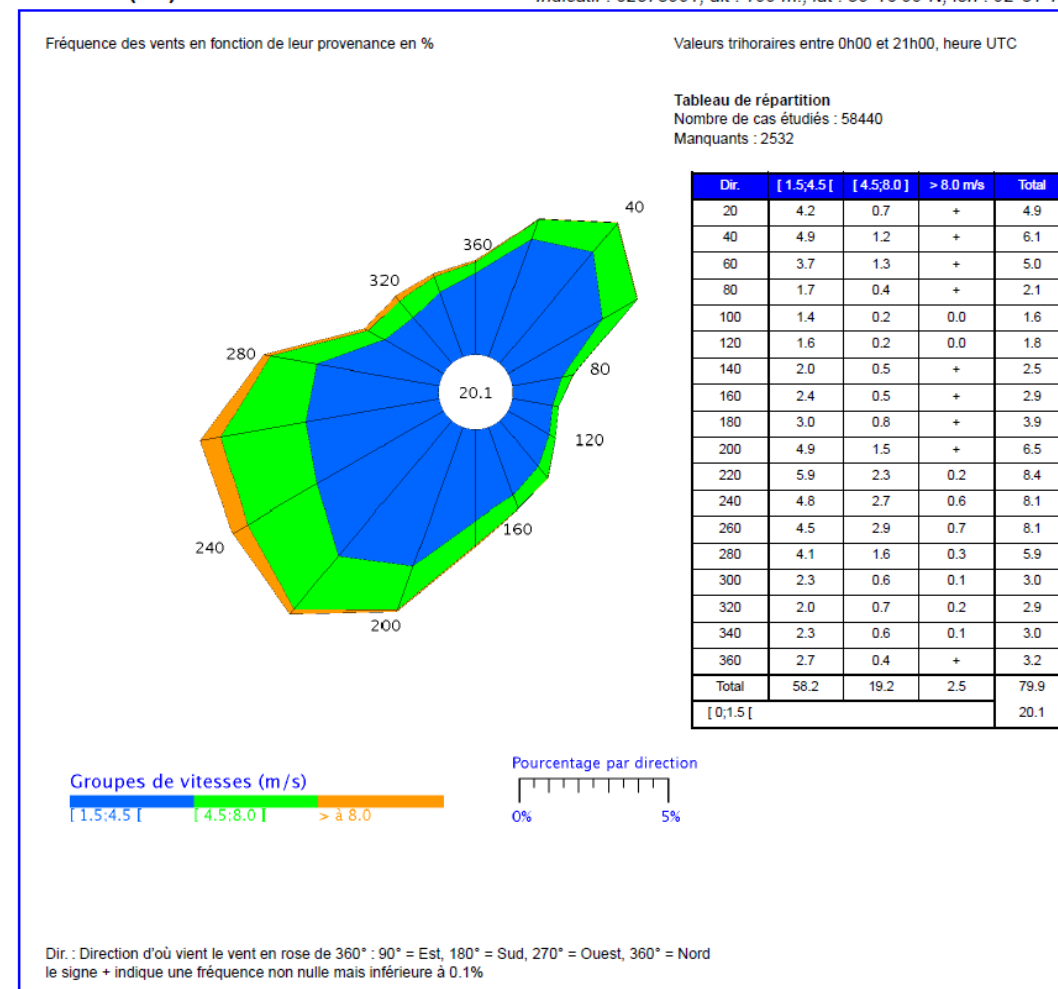 Fréquence des vents en fonction de leur provenance en %
Valeurs trihoraires entre 0h00 et 21h00, heure UTC
Tableau de répartition
Nombre de cas étudiés : 58440
Manquants : 2532
Dir. [ 1.5;4.5 [ [ 4.5;8.0 ] > 8.0 m/s Total
20 4.2 0.7 + 4.9
40 4.9 1.2 + 6.1
60 3.7 1.3 + 5.0
80 1.7 0.4 + 2.1
100 1.4 0.2 0.0 1.6
120 1.6 0.2 0.0 1.8
140 2.0 0.5 + 2.5
160 2.4 0.5 + 2.9
180 3.0 0.8 + 3.9
200 4.9 1.5 + 6.5
220 5.9 2.3 0.2 8.4
240 4.8 2.7 0.6 8.1
260 4.5 2.9 0.7 8.1
280 4.1 1.6 0.3 5.9
300 2.3 0.6 0.1 3.0
320 2.0 0.7 0.2 2.9
340 2.3 0.6 0.1 3.0
360 2.7 0.4 + 3.2
Total 58.2 19.2 2.5 79.9
[ 0;1.5 [ 20.1
40
360
320
280
80
20.1
120
160
240
200
Groupes de vitesses (m/s)
[ 1.5;4.5 [ [ 4.5;8.0 ] > à 8.0
Pourcentage par direction
0% 5%
Dir. : Direction d'où vient le vent en rose de 360° : 90° = Est, 180° = Sud, 270° = Ouest, 360° = Nord
le signe + indique une fréquence non nulle mais inférieure à 0.1%